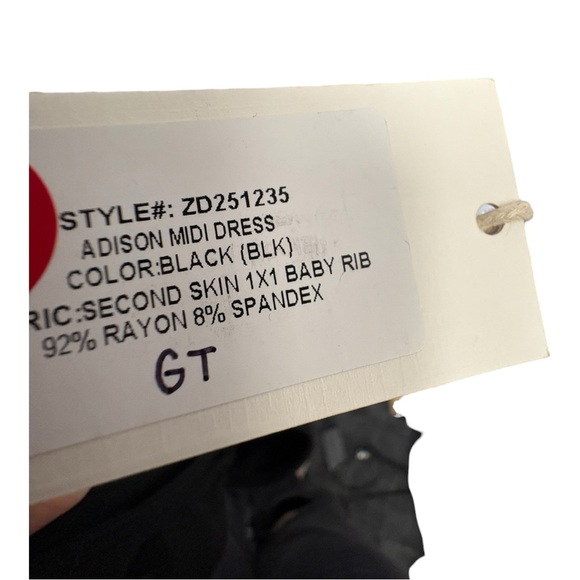 STYLE#: ZD251235
ADISON MIDI DRESS
COLOR:BLACK (BLK)
RIC:SECOND SKIN 1X1 BABY RIB
92% RAYON 8% SPANDEX
GT